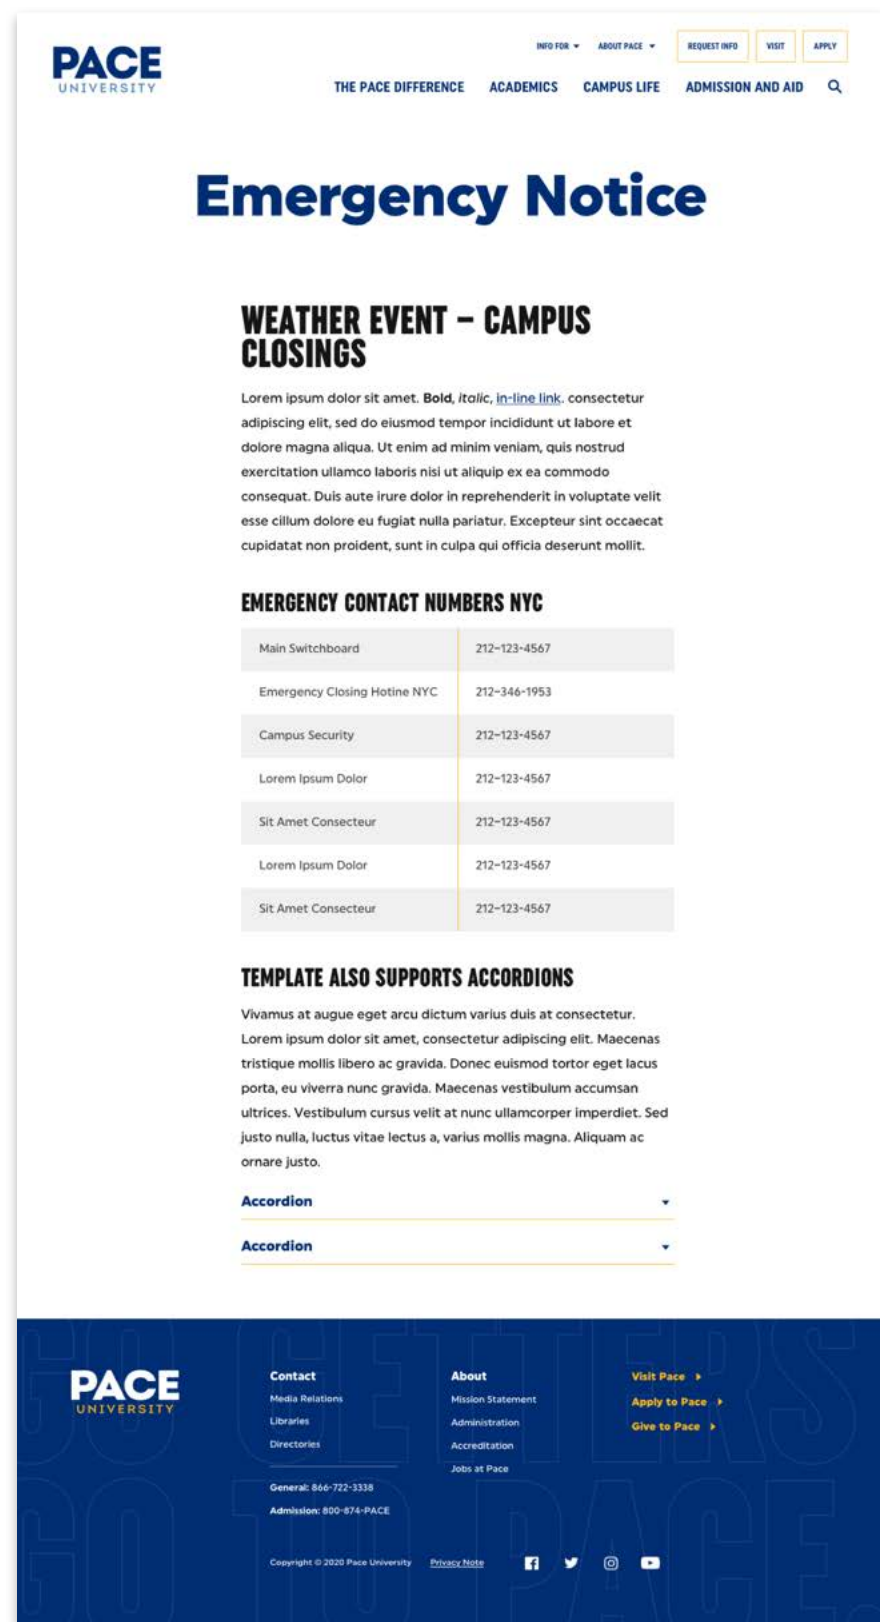 PACE
UNIVERSITY
INFO FOR ABOUT PACE REQUEST INFO VISIT APPLY
THE PACE DIFFERENCE ACADEMICS CAMPUS LIFE ADMISSION AND AID
Emergency Notice
WEATHER EVENT – CAMPUS
CLOSINGS
Lorem ipsum dolor sit amet. Bold, italic, in-line link. consectetur
adipiscing elit, sed do eiusmod tempor incididunt ut labore et
dolore magna aliqua. Ut enim ad minim veniam, quis nostrud
exercitation ullamco laboris nisi ut aliquip ex ea commodo
consequat. Duis aute irure dolor in reprehenderit in voluptate velit
esse cillum dolore eu fugiat nulla pariatur. Excepteur sint occaecat
cupidatat non proident, sunt in culpa qui officia deserunt mollit.
EMERGENCY CONTACT NUMBERS NYC
Main Switchboard 212-123-4567
Emergency Closing Hotine NYC 212-346-1953
Campus Security 212-123-4567
Lorem Ipsum Dolor 212-123-4567
Sit Amet Consecteur 212-123-4567
Lorem Ipsum Dolor 212-123-4567
Sit Amet Consecteur 212-123-4567
TEMPLATE ALSO SUPPORTS ACCORDIONS
Vivamus at augue eget arcu dictum varius duis at consectetur.
Lorem ipsum dolor sit amet, consectetur adipiscing elit. Maecenas
tristique mollis libero ac gravida. Donec euismod tortor eget lacus
porta, eu viverra nunc gravida. Maecenas vestibulum accumsan
ultrices. Vestibulum cursus velit at nunc ullamcorper imperdiet. Sed
justo nulla, luctus vitae lectus a, varius mollis magna. Aliquam ac
ornare justo.
Accordion
Accordion
GO GETTERS
GO TO PACE.
PACE
UNIVERSITY
Contact
Media Relations
Libraries
Directories
General: 866-722-3338
Admission: 800-874-PACE
About
Mission Statement
Administration
Accreditation
Jobs at Pace
Visit Pace
Apply to Pace
Give to Pace
Copyright © 2020 Pace University Privacy Note